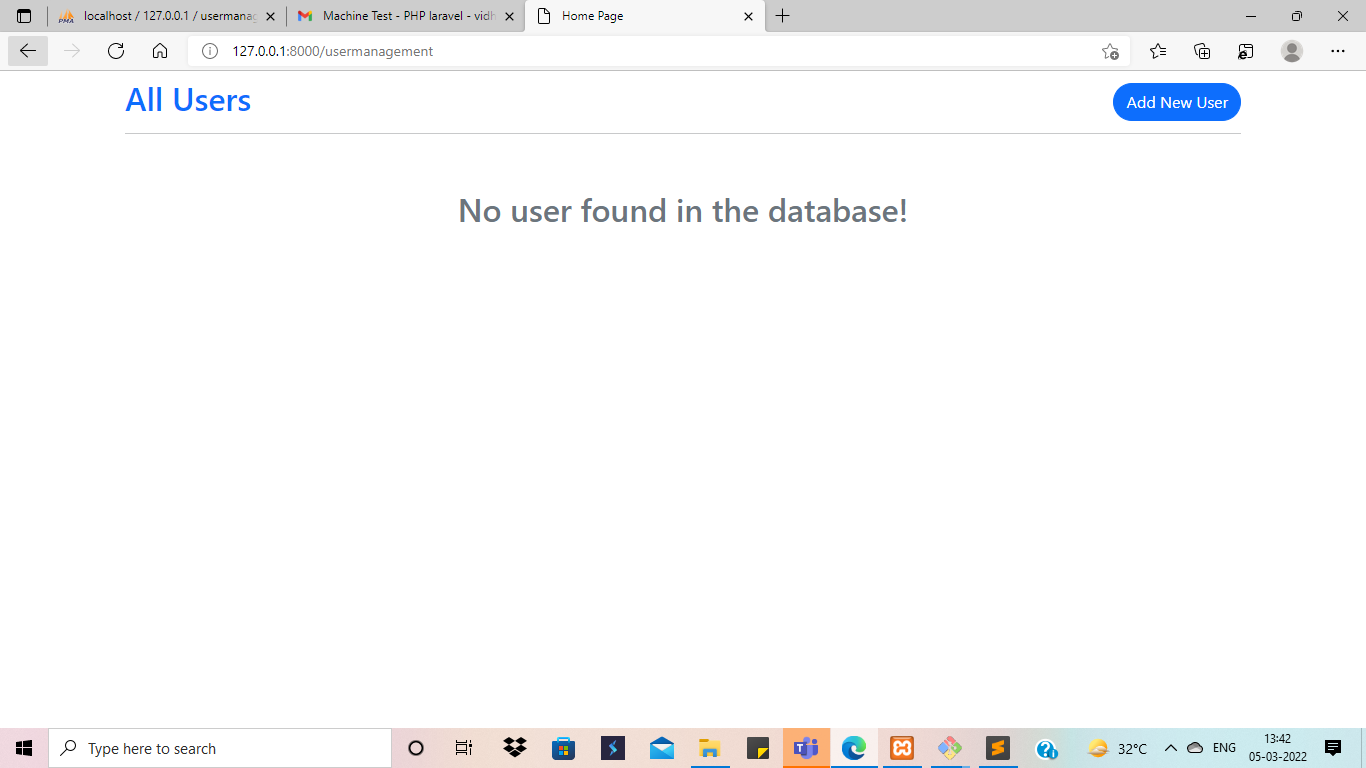 PMA
localhost / 127.0.0.1 / usermanag
Machine Test - PHP laravel - vidh
Home Page
127.0.0.1:8000/usermanagement
All Users
Add New User
No user found in the database!
Type here to search
32°C
ENG
13:42
05-03-2022